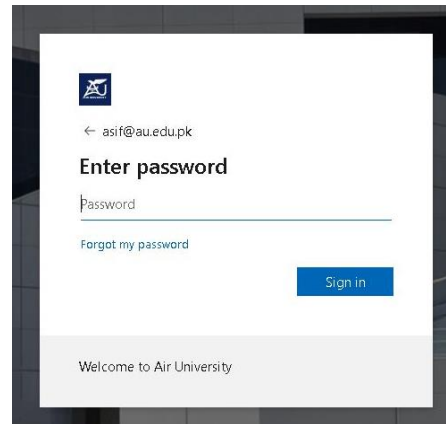 ← asif@au.edu.pk
Enter password
Password
Forgot my password
Sign in
Welcome to Air University